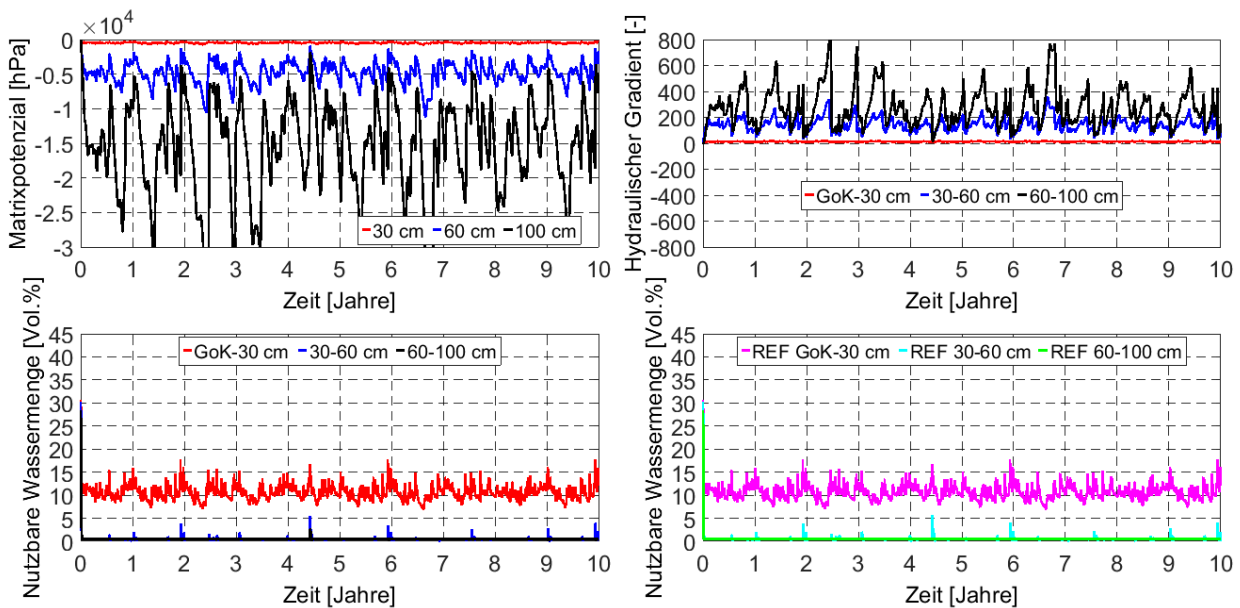 ×10⁴
Matrixpotenzial [hPa]
0
-0.5
-1
-1.5
-2
-2.5
-3
30 cm 60 cm 100 cm
0 1 2 3 4 5 6 7 8 9 10
Zeit [Jahre]
Hydraulischer Gradient [-]
800
600
400
200
0
-200
-400
-600
-800
GoK-30 cm 30-60 cm 60-100 cm
0 1 2 3 4 5 6 7 8 9 10
Zeit [Jahre]
Nutzbare Wassermenge [Vol.%]
45
40
35
30
25
20
15
10
5
0
GoK-30 cm 30-60 cm 60-100 cm
0 1 2 3 4 5 6 7 8 9 10
Zeit [Jahre]
Nutzbare Wassermenge [Vol.%]
45
40
35
30
25
20
15
10
5
0
REF GoK-30 cm REF 30-60 cm REF 60-100 cm
0 1 2 3 4 5 6 7 8 9 10
Zeit [Jahre]